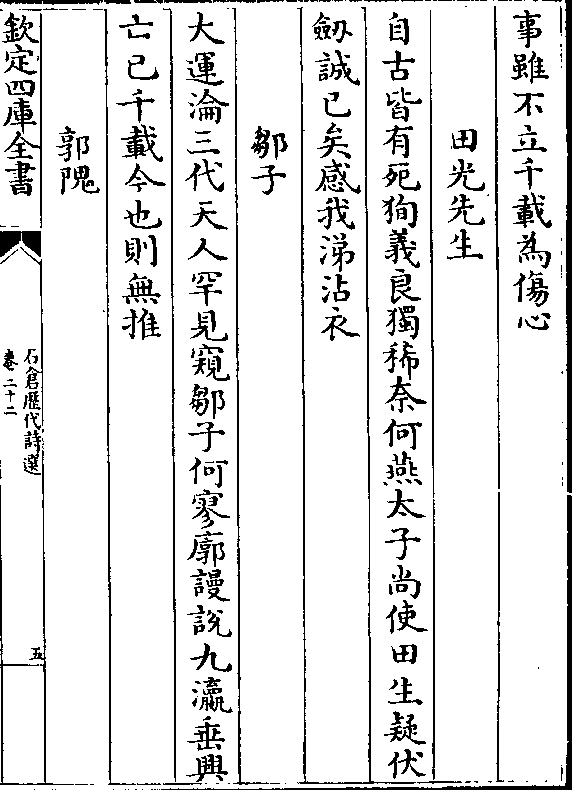 事雖不立千載為傷心
田光先生
自古皆有死狥義良獨稀奈何燕太子尚使田生疑伏
劒誠已矣感我涕沾衣
鄒子
大運淪三代天人罕見窺鄒子何寥廓謾說九瀛垂興
亡已千載今也則無推
郭隗
欽定四庫全書
石倉歴代詩選
卷二十二
五